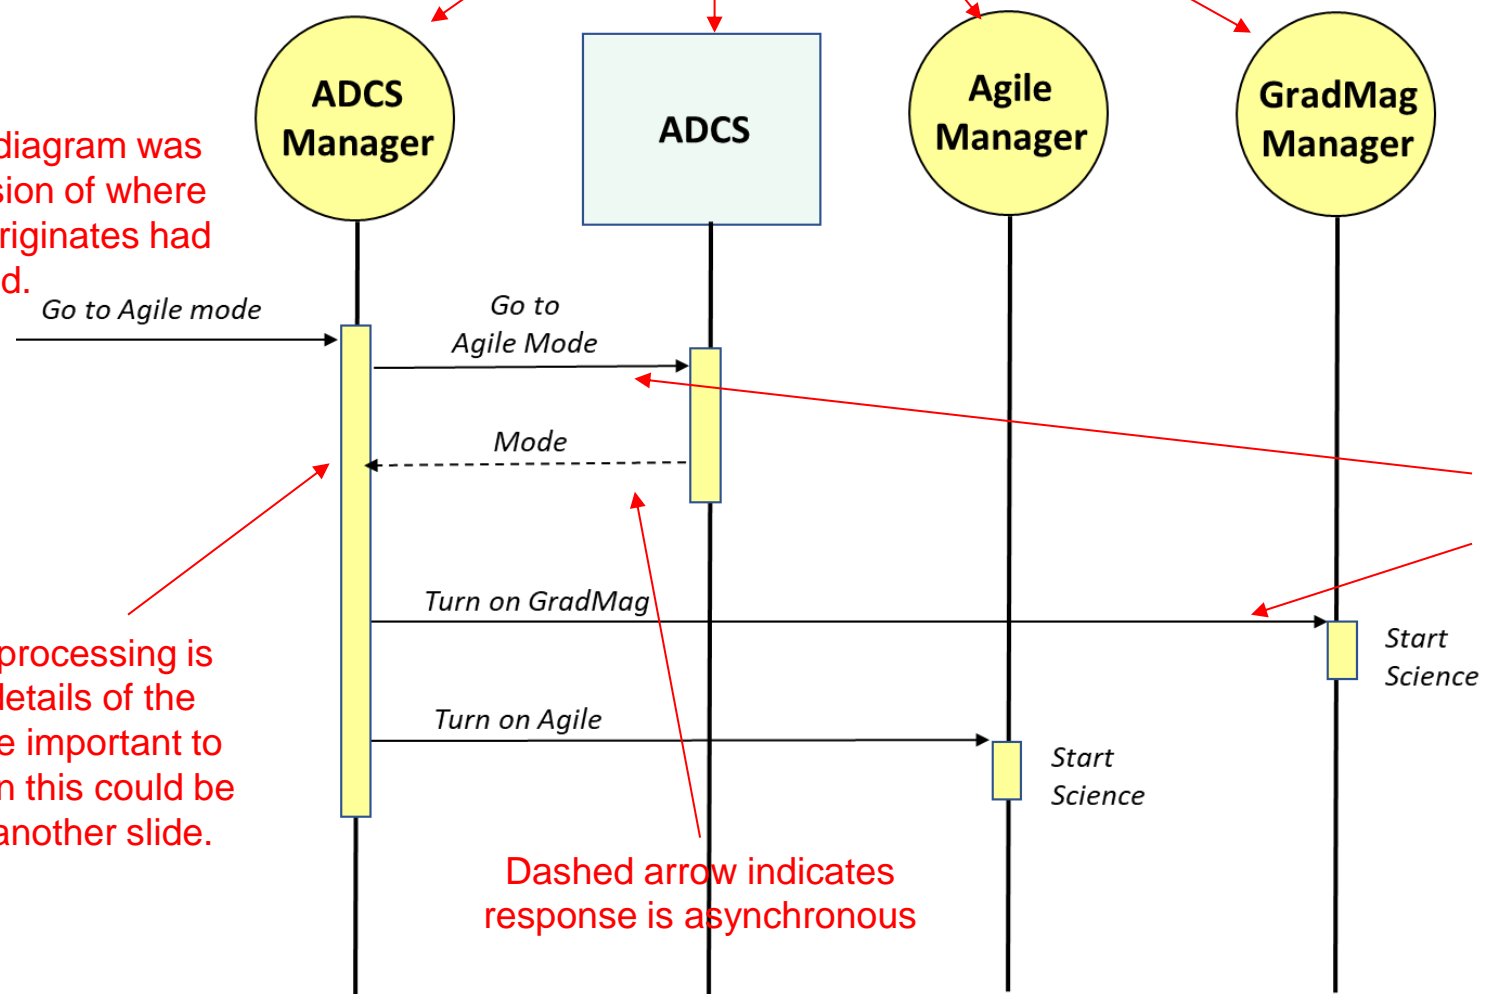 ADCS
Manager
ADCS
Agile
Manager
GradMag
Manager
diagram was
sion of where
riginates had
d.
Go to Agile mode
Go to
Agile Mode
Mode
Turn on GradMag
Start
Science
processing is
details of the
e important to
n this could be
another slide.
Turn on Agile
Start
Science
Dashed arrow indicates
response is asynchronous